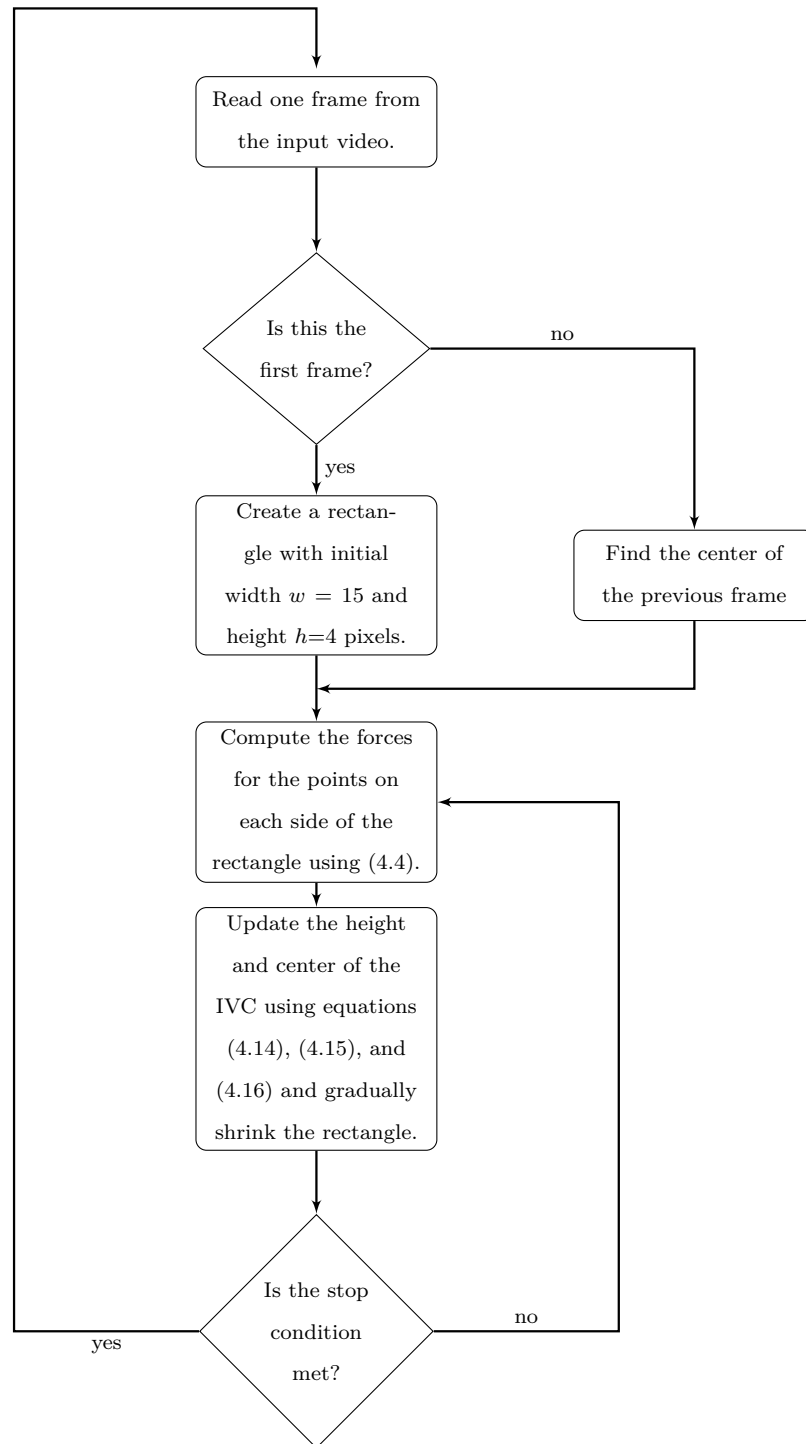 Read one frame from
the input video.
Is this the
first frame?
no
yes
Create a rectan-
gle with initial
width w = 15 and
height h=4 pixels.
Find the center of
the previous frame
Compute the forces
for the points on
each side of the
rectangle using (4.4).
Update the height
and center of the
IVC using equations
(4.14), (4.15), and
(4.16) and gradually
shrink the rectangle.
Is the stop
condition
met?
no
yes